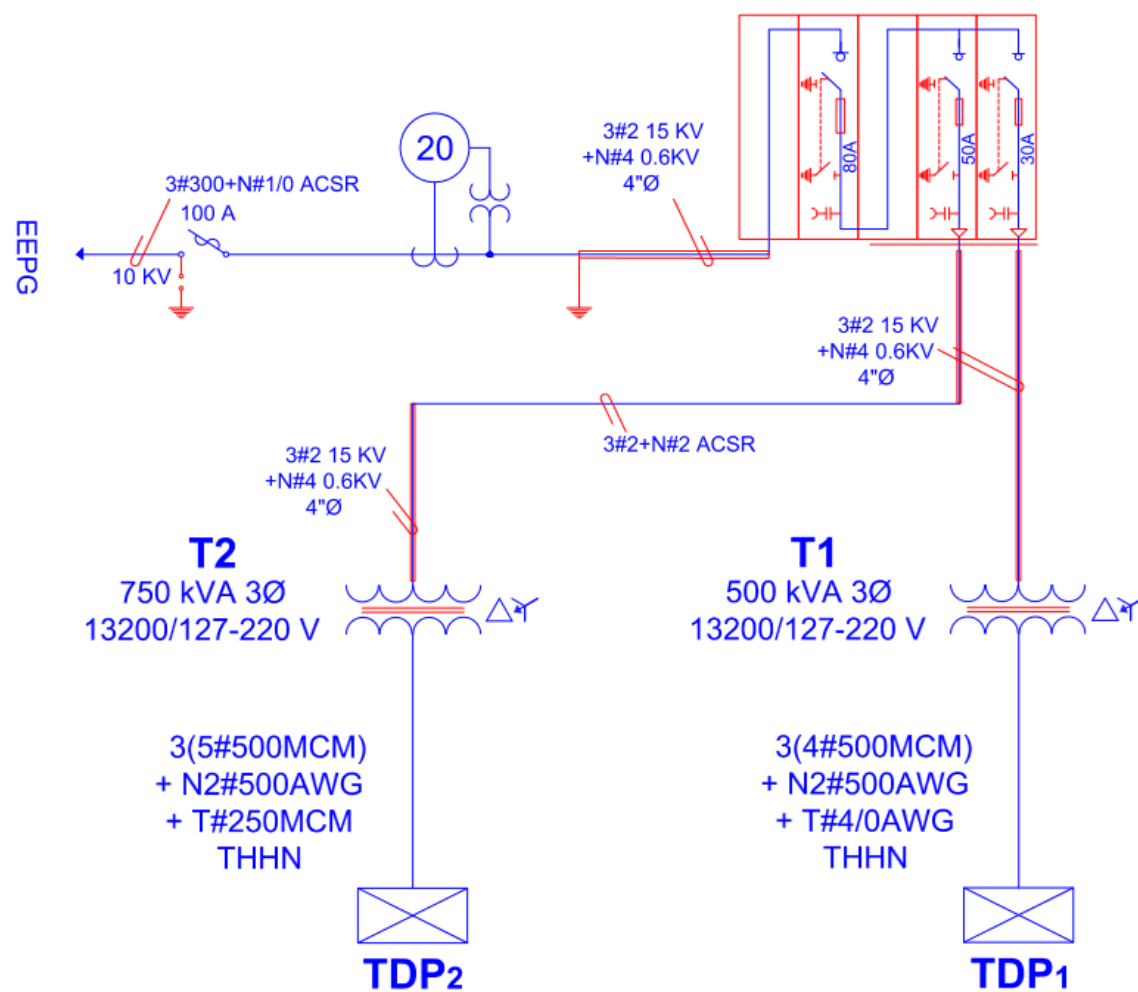 80A
50A
30A
3#2 15 KV
+N#4 0.6KV
4"Ø
20
3#300+N#1/0 ACSR
100 A
10 KV
EEPG
3#2 15 KV
+N#4 0.6KV
4"Ø
3#2+N#2 ACSR
3#2 15 KV
+N#4 0.6KV
4"Ø
T2
750 kVA 3Ø
13200/127-220 V
T1
500 kVA 3Ø
13200/127-220 V
3(5#500MCM)
+ N2#500AWG
+ T#250MCM
THHN
3(4#500MCM)
+ N2#500AWG
+ T#4/0AWG
THHN
TDP2
TDP1